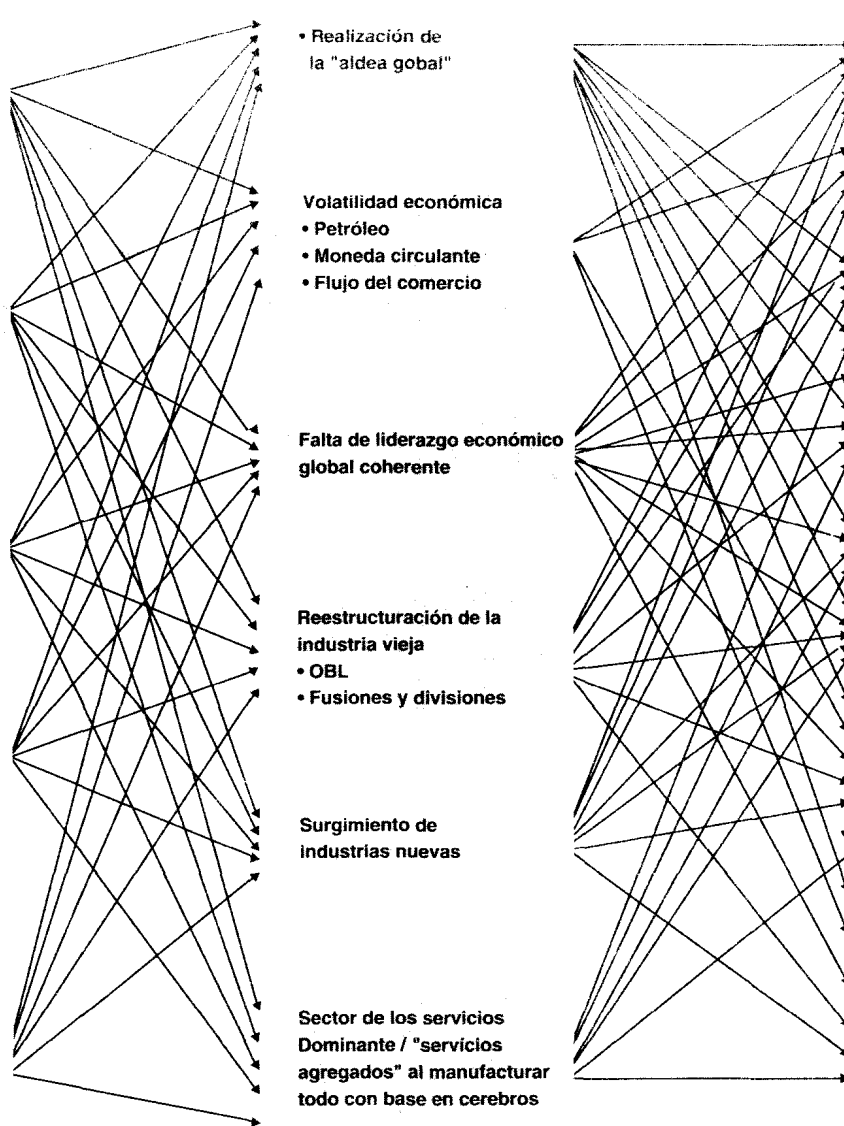 • Realización de
la "aldea gobal"
Volatilidad económica
• Petróleo
• Moneda circulante
• Flujo del comercio
Falta de liderazgo económico
global coherente
Reestructuración de la
industria vieja
• OBL
• Fusiones y divisiones
Surgimiento de
industrias nuevas
Sector de los servicios
Dominante / "servicios
agregados" al manufacturar
todo con base en cerebros